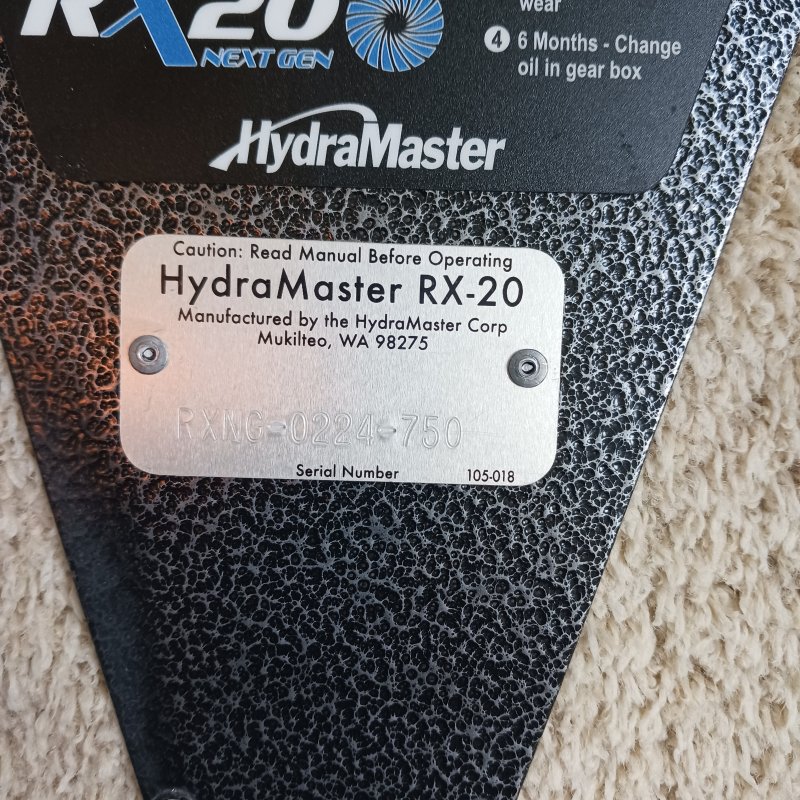 RX20
NEXT GEN
wear
4 6 Months - Change
oil in gear box
HydraMaster
Caution: Read Manual Before Operating
HydraMaster RX-20
Manufactured by the HydraMaster Corp
Mukilteo, WA 98275
RXNG-0224-750
Serial Number 105-018